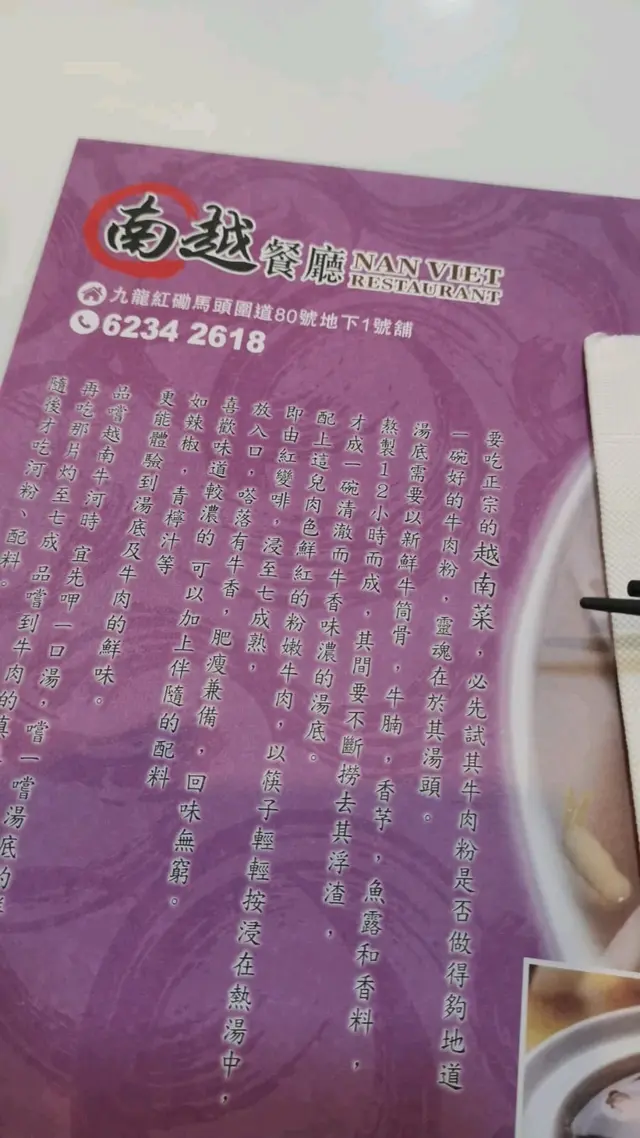 南越餐廳 NAN VIET
RESTAURANT
九龍紅磡馬頭圍道80號地下1號舖
6234 2618
要吃正宗的越南菜，必先試其牛肉粉是否做得夠地道
一碗好的牛肉粉，靈魂在於其湯頭。
湯底需要以新鮮牛筒骨，牛腩，香芋，魚露和香料，
熬製12小時而成，其間要不斷撈去其浮渣，
才成一碗清澈而牛香味濃的湯底。
配上這兒肉色鮮紅的粉嫩牛肉，以筷子輕輕按浸在熱湯中，
即由紅變啡，浸至七成熟，
放入口，嗒落有牛香，肥瘦兼備，回味無窮。
喜歡味道較濃的 可以加上伴隨的配料
如辣椒，青檸汁等
更能體驗到湯底及牛肉的鮮味。
品嚐越南牛河時 宜先呷一口湯，嚐一嚐湯底的
再吃那片灼至七成 品嚐到牛肉的真
隨後才吃河粉、配料。